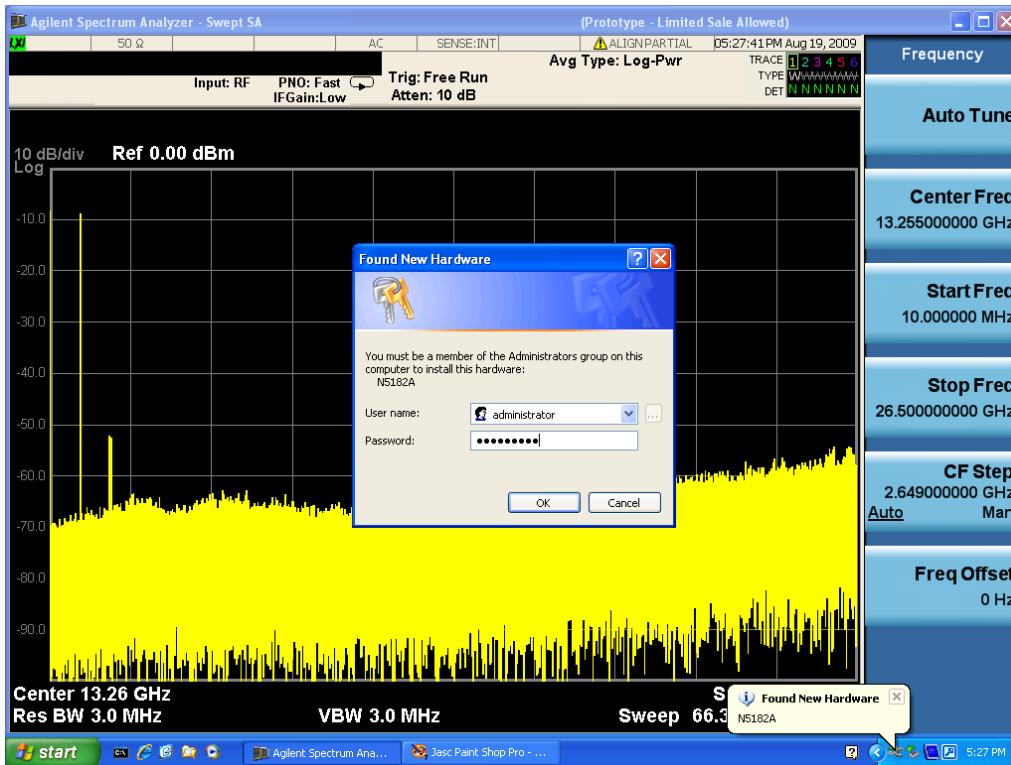 Agilent Spectrum Analyzer - Swept SA (Prototype - Limited Sale Allowed)
LXI 50 Ω AC SENSE:INT ALIGN PARTIAL 05:27:41 PM Aug 19, 2009
Input: RF
PNO: Fast
IFGain:Low
Trig: Free Run
Atten: 10 dB
Avg Type: Log-Pwr
TRACE 1 2 3 4 5 6
TYPE
DET N N N N N N
10 dB/div Ref 0.00 dBm
Log
-10.0
-20.0
-30.0
-40.0
-50.0
-60.0
-70.0
-80.0
-90.0
Found New Hardware
You must be a member of the Administrators group on this
computer to install this hardware:
N5182A
User name: administrator ...
Password:
OK Cancel
Center 13.26 GHz S
Res BW 3.0 MHz VBW 3.0 MHz Sweep 66.3
Frequency
Auto Tune
Center Freq
13.255000000 GHz
Start Freq
10.000000 MHz
Stop Freq
26.500000000 GHz
CF Step
2.649000000 GHz
Auto Man
Freq Offset
0 Hz
Found New Hardware
N5182A
start Agilent Spectrum Ana... Jasc Paint Shop Pro - ... 5:27 PM